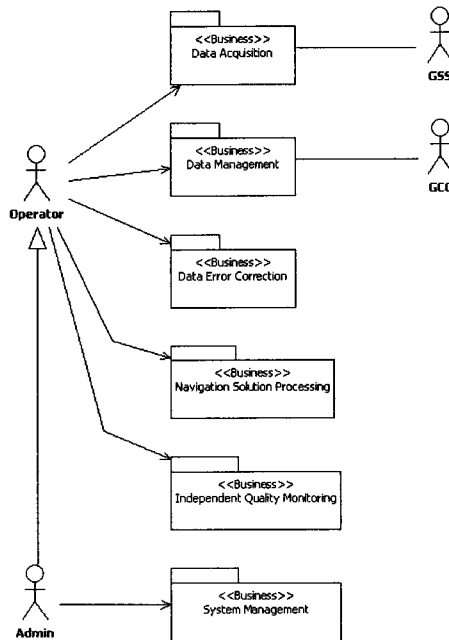 <<Business>>
Data Acquisition
GSS
<<Business>>
Data Management
GCC
Operator
<<Business>>
Data Error Correction
<<Business>>
Navigation Solution Processing
<<Business>>
Independent Quality Monitoring
<<Business>>
System Management
Admin